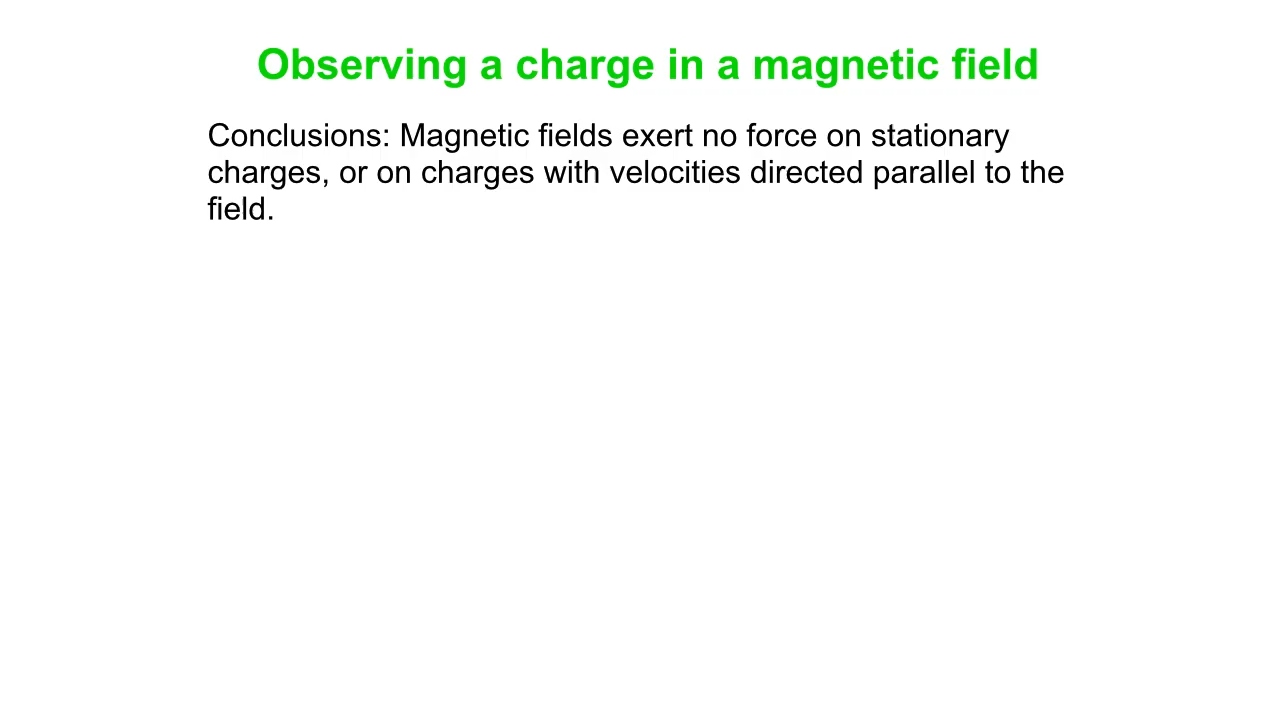 Observing a charge in a magnetic field
Conclusions: Magnetic fields exert no force on stationary
charges, or on charges with velocities directed parallel to the
field.